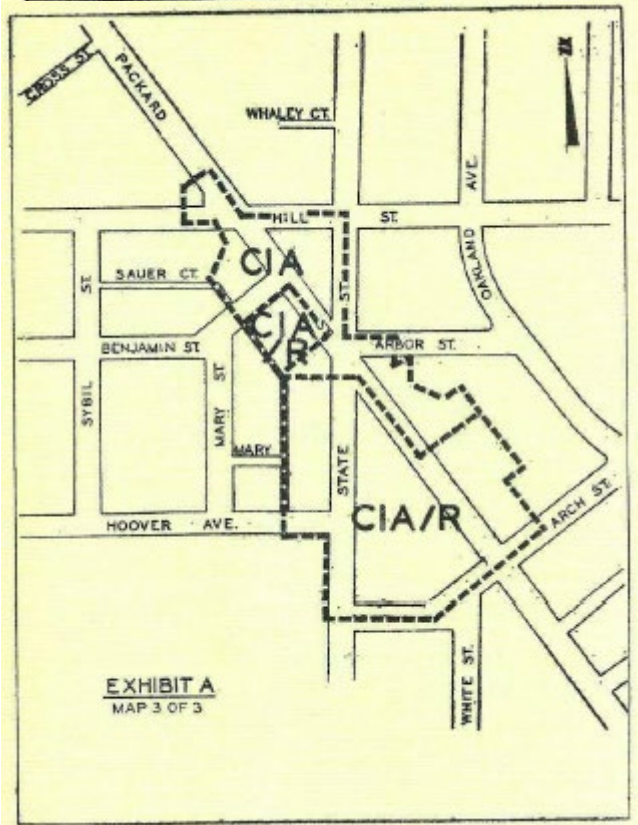 CROSS ST.
PACKARD
WHALEY CT.
AVE.
OAKLAND
HILL ST.
CIA
SAUER CT.
ST.
SYBIL
ST.
CIA
R
BENJAMIN ST.
ARBOR ST.
MARY ST.
MARY
STATE
CIA/R
HOOVER AVE.
ARCH ST.
WHITE ST.
EXHIBIT A
MAP 3 OF 3